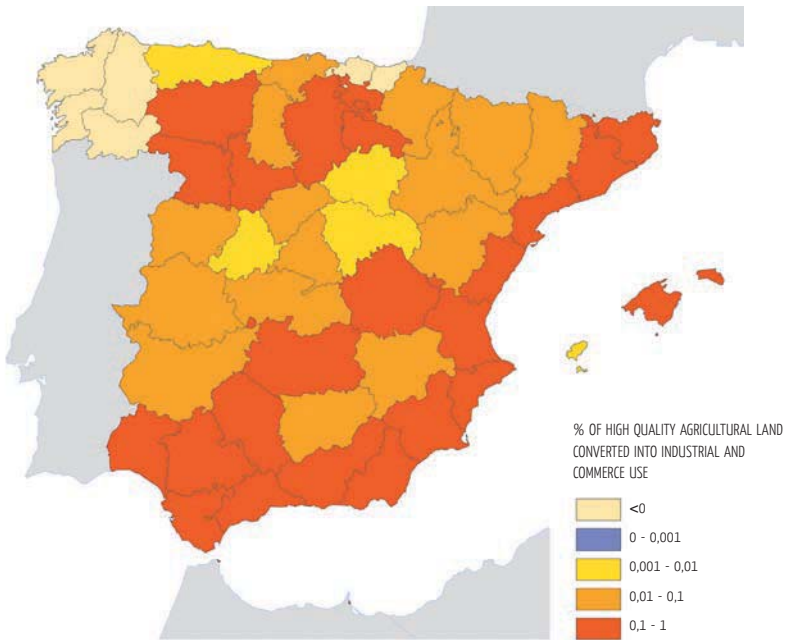 % OF HIGH QUALITY AGRICULTURAL LAND
CONVERTED INTO INDUSTRIAL AND
COMMERCE USE
<0
0 - 0,001
0,001 - 0,01
0,01 - 0,1
0,1 - 1